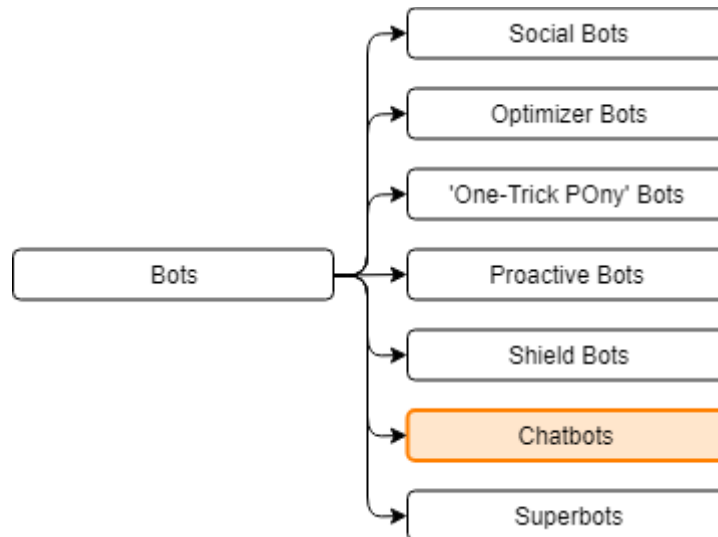 Social Bots
Optimizer Bots
'One-Trick POny' Bots
Bots
Proactive Bots
Shield Bots
Chatbots
Superbots